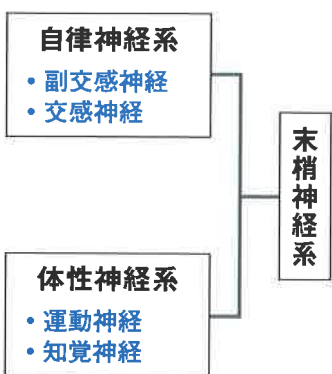 自律神経系
・副交感神経
・交感神経
末梢神経系
体性神経系
・運動神経
・知覚神経